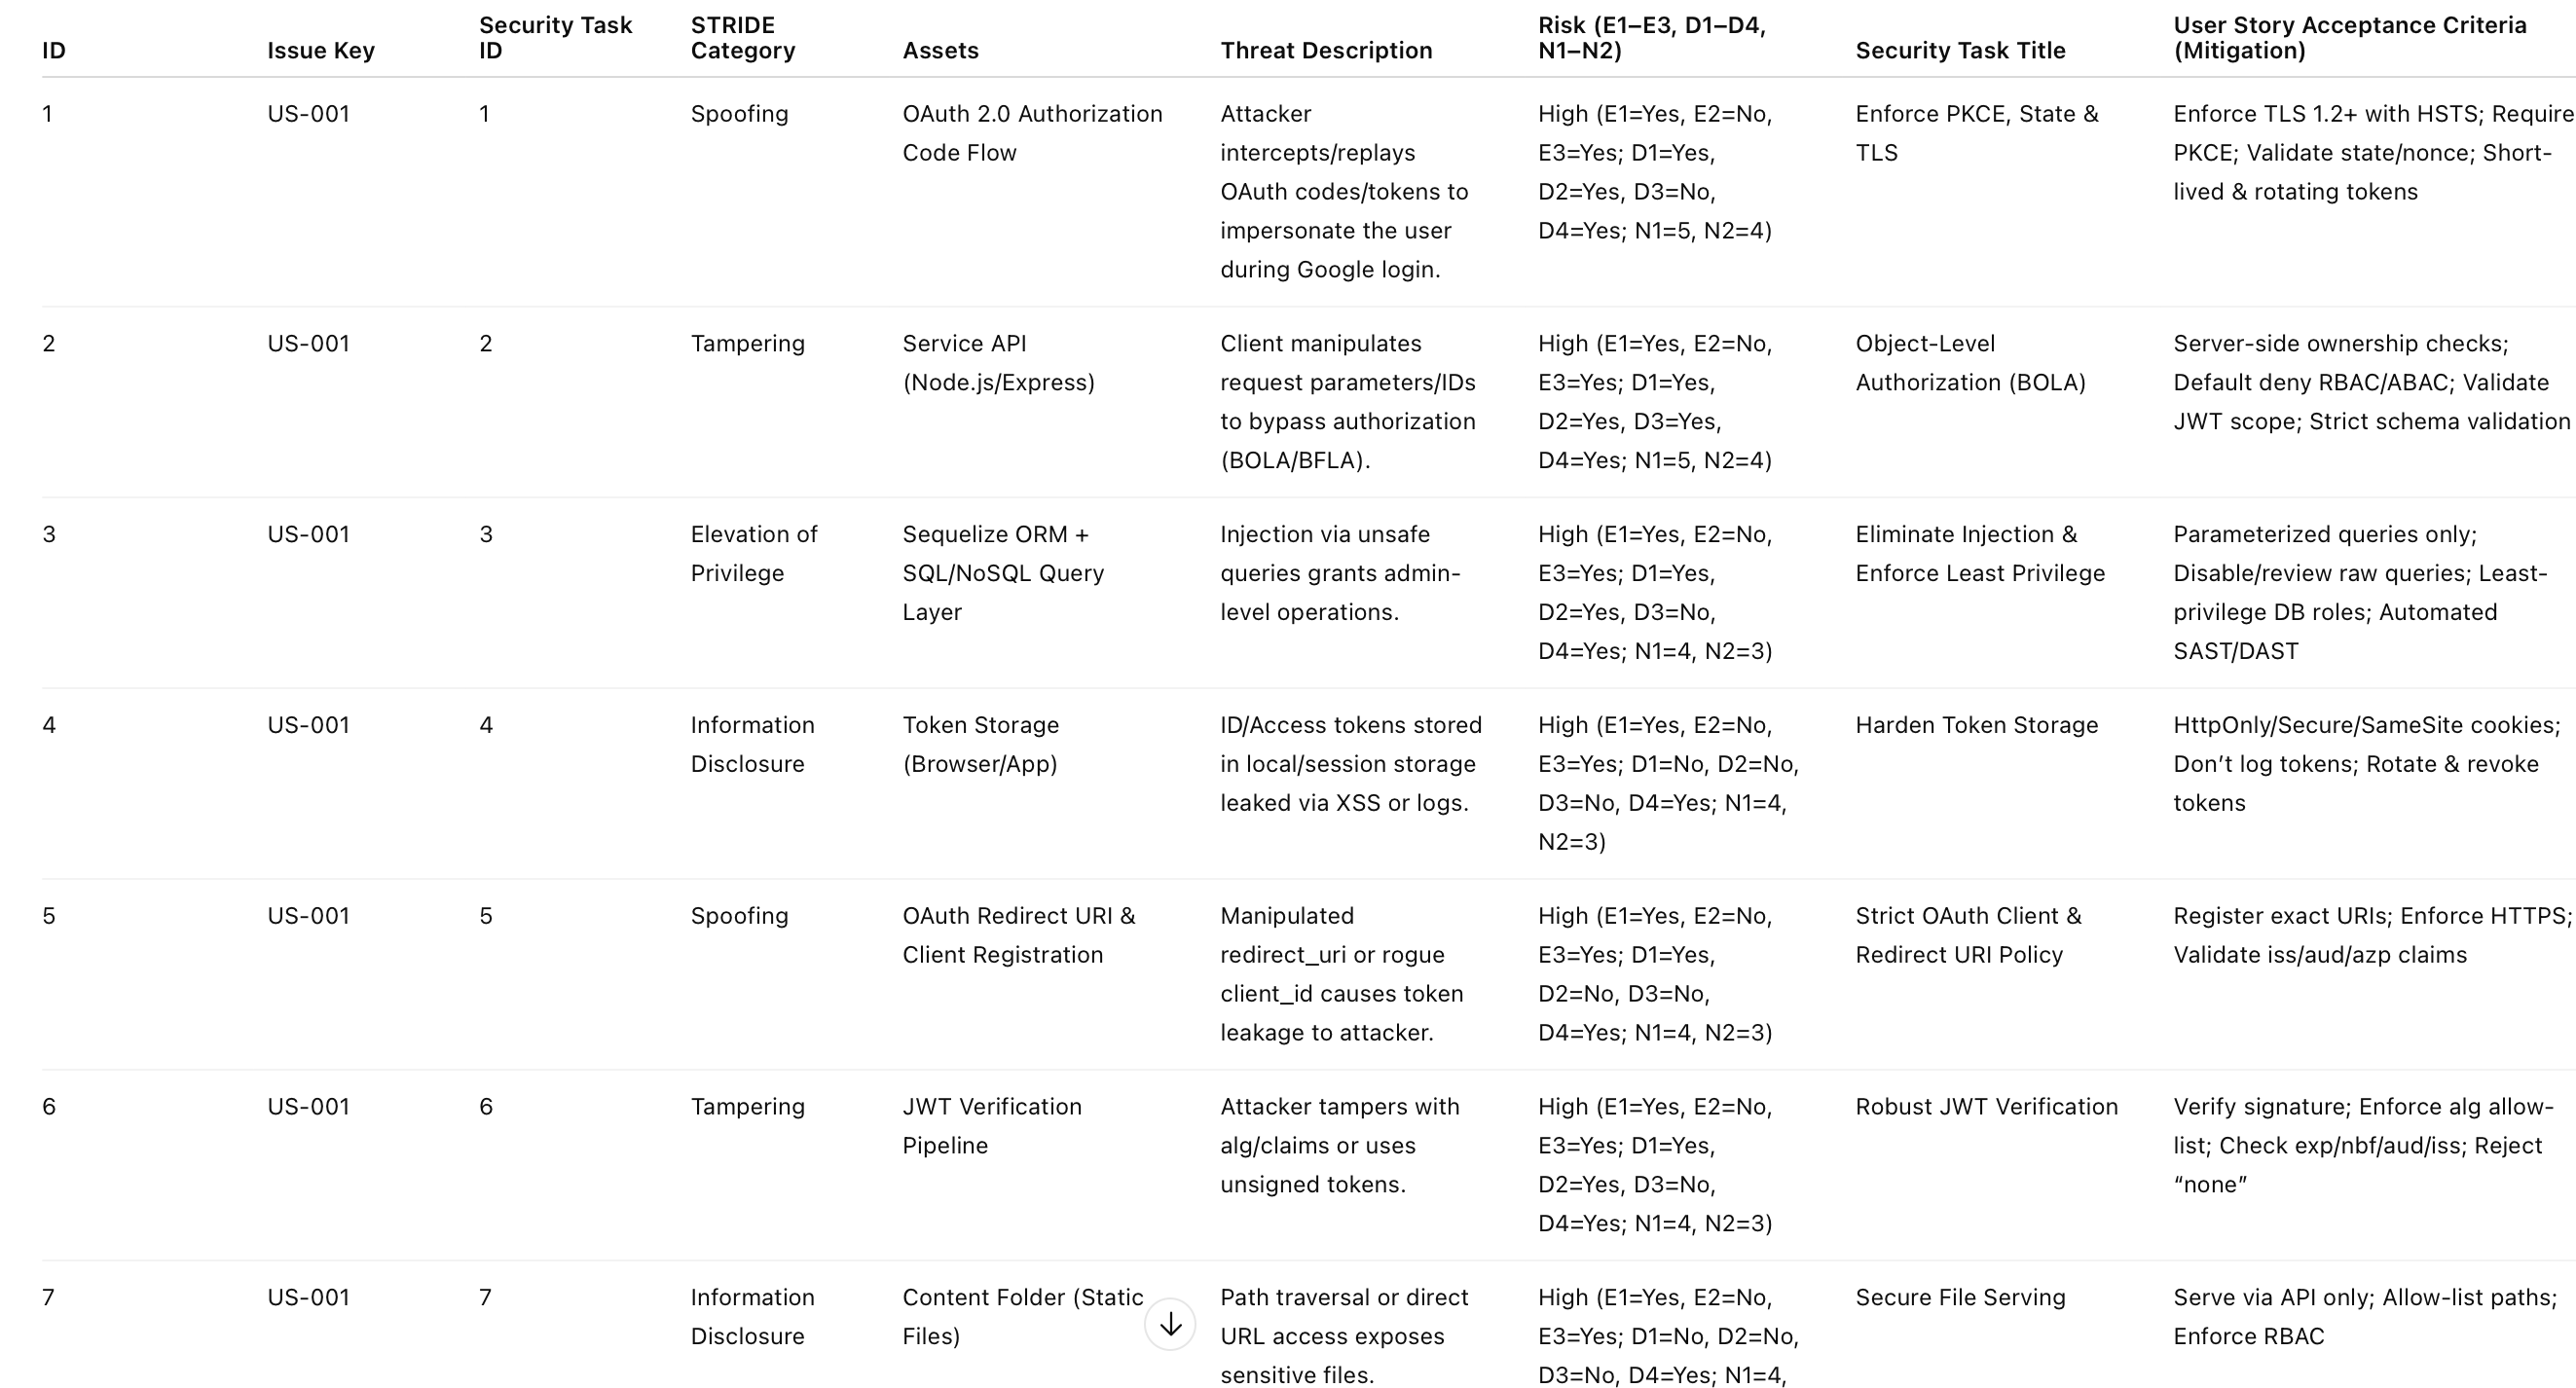 ID
Issue Key
Security Task
ID
STRIDE
Category
Assets
Threat Description
Risk (E1–E3, D1–D4,
N1–N2)
Security Task Title
User Story Acceptance Criteria
(Mitigation)
1
US-001
1
Spoofing
OAuth 2.0 Authorization
Code Flow
Attacker
intercepts/replays
OAuth codes/tokens to
impersonate the user
during Google login.
High (E1=Yes, E2=No,
E3=Yes; D1=Yes,
D2=Yes, D3=No,
D4=Yes; N1=5, N2=4)
Enforce PKCE, State &
TLS
Enforce TLS 1.2+ with HSTS; Require
PKCE; Validate state/nonce; Short-
lived & rotating tokens
2
US-001
2
Tampering
Service API
(Node.js/Express)
Client manipulates
request parameters/IDs
to bypass authorization
(BOLA/BFLA).
High (E1=Yes, E2=No,
E3=Yes; D1=Yes,
D2=Yes, D3=Yes,
D4=Yes; N1=5, N2=4)
Object-Level
Authorization (BOLA)
Server-side ownership checks;
Default deny RBAC/ABAC; Validate
JWT scope; Strict schema validation
3
US-001
3
Elevation of
Privilege
Sequelize ORM +
SQL/NoSQL Query
Layer
Injection via unsafe
queries grants admin-
level operations.
High (E1=Yes, E2=No,
E3=Yes; D1=Yes,
D2=Yes, D3=No,
D4=Yes; N1=4, N2=3)
Eliminate Injection &
Enforce Least Privilege
Parameterized queries only;
Disable/review raw queries; Least-
privilege DB roles; Automated
SAST/DAST
4
US-001
4
Information
Disclosure
Token Storage
(Browser/App)
ID/Access tokens stored
in local/session storage
leaked via XSS or logs.
High (E1=Yes, E2=No,
E3=Yes; D1=No, D2=No,
D3=No, D4=Yes; N1=4,
N2=3)
Harden Token Storage
HttpOnly/Secure/SameSite cookies;
Don’t log tokens; Rotate & revoke
tokens
5
US-001
5
Spoofing
OAuth Redirect URI &
Client Registration
Manipulated
redirect_uri or rogue
client_id causes token
leakage to attacker.
High (E1=Yes, E2=No,
E3=Yes; D1=Yes,
D2=No, D3=No,
D4=Yes; N1=4, N2=3)
Strict OAuth Client &
Redirect URI Policy
Register exact URIs; Enforce HTTPS;
Validate iss/aud/azp claims
6
US-001
6
Tampering
JWT Verification
Pipeline
Attacker tampers with
alg/claims or uses
unsigned tokens.
High (E1=Yes, E2=No,
E3=Yes; D1=Yes,
D2=Yes, D3=No,
D4=Yes; N1=4, N2=3)
Robust JWT Verification
Verify signature; Enforce alg allow-
list; Check exp/nbf/aud/iss; Reject
“none”
7
US-001
7
Information
Disclosure
Content Folder (Static
Files)
Path traversal or direct
URL access exposes
sensitive files.
High (E1=Yes, E2=No,
E3=Yes; D1=No, D2=No,
D3=No, D4=Yes; N1=4,
Secure File Serving
Serve via API only; Allow-list paths;
Enforce RBAC